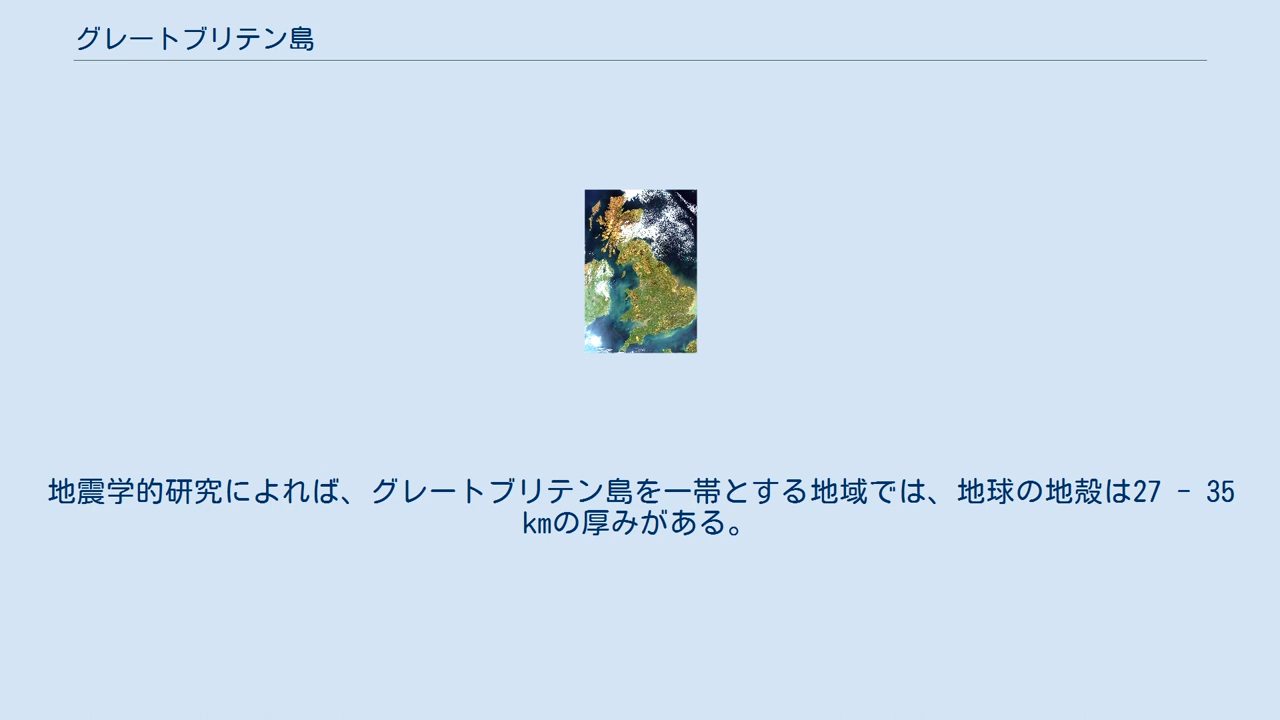 グレートブリテン島
地震学的研究によれば、グレートブリテン島を一帯とする地域では、地球の地殻は27 - 35
kmの厚みがある。